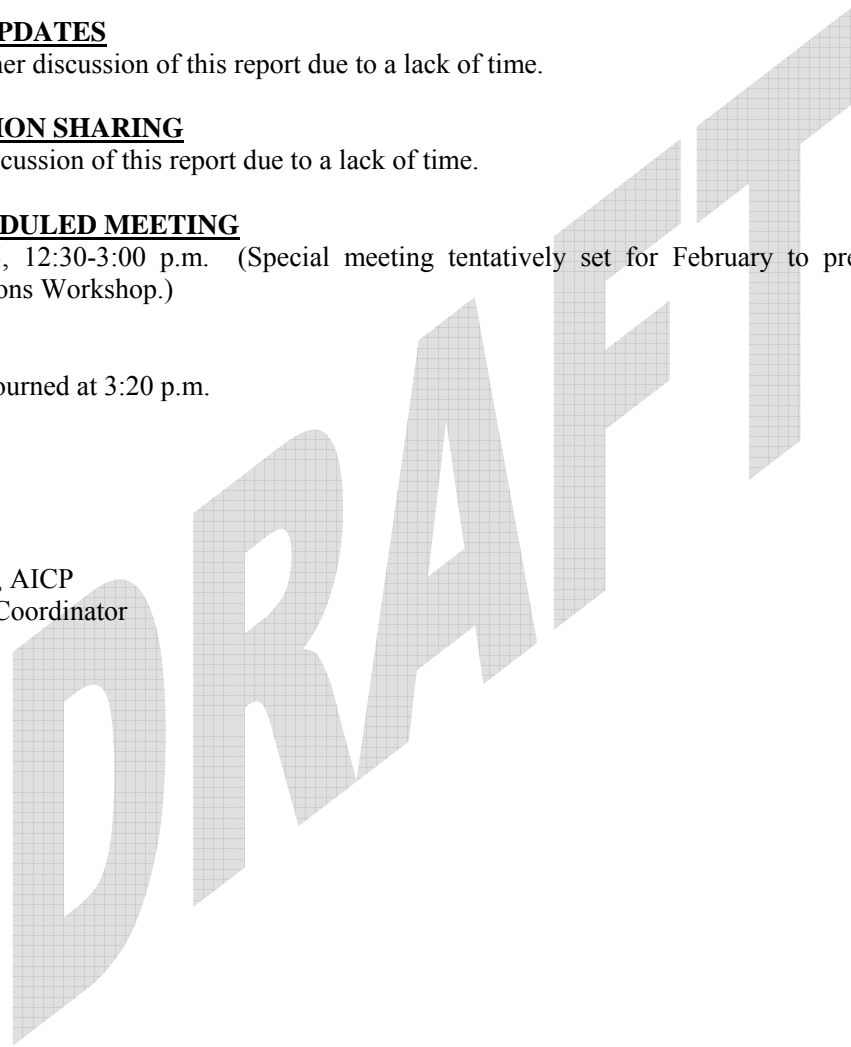 PDATES
her discussion of this report due to a lack of time.
ION SHARING
cussion of this report due to a lack of time.
DULED MEETING
, 12:30-3:00 p.m. (Special meeting tentatively set for February to pre
ons Workshop.)
ourned at 3:20 p.m.
, AICP
Coordinator
DRAFT